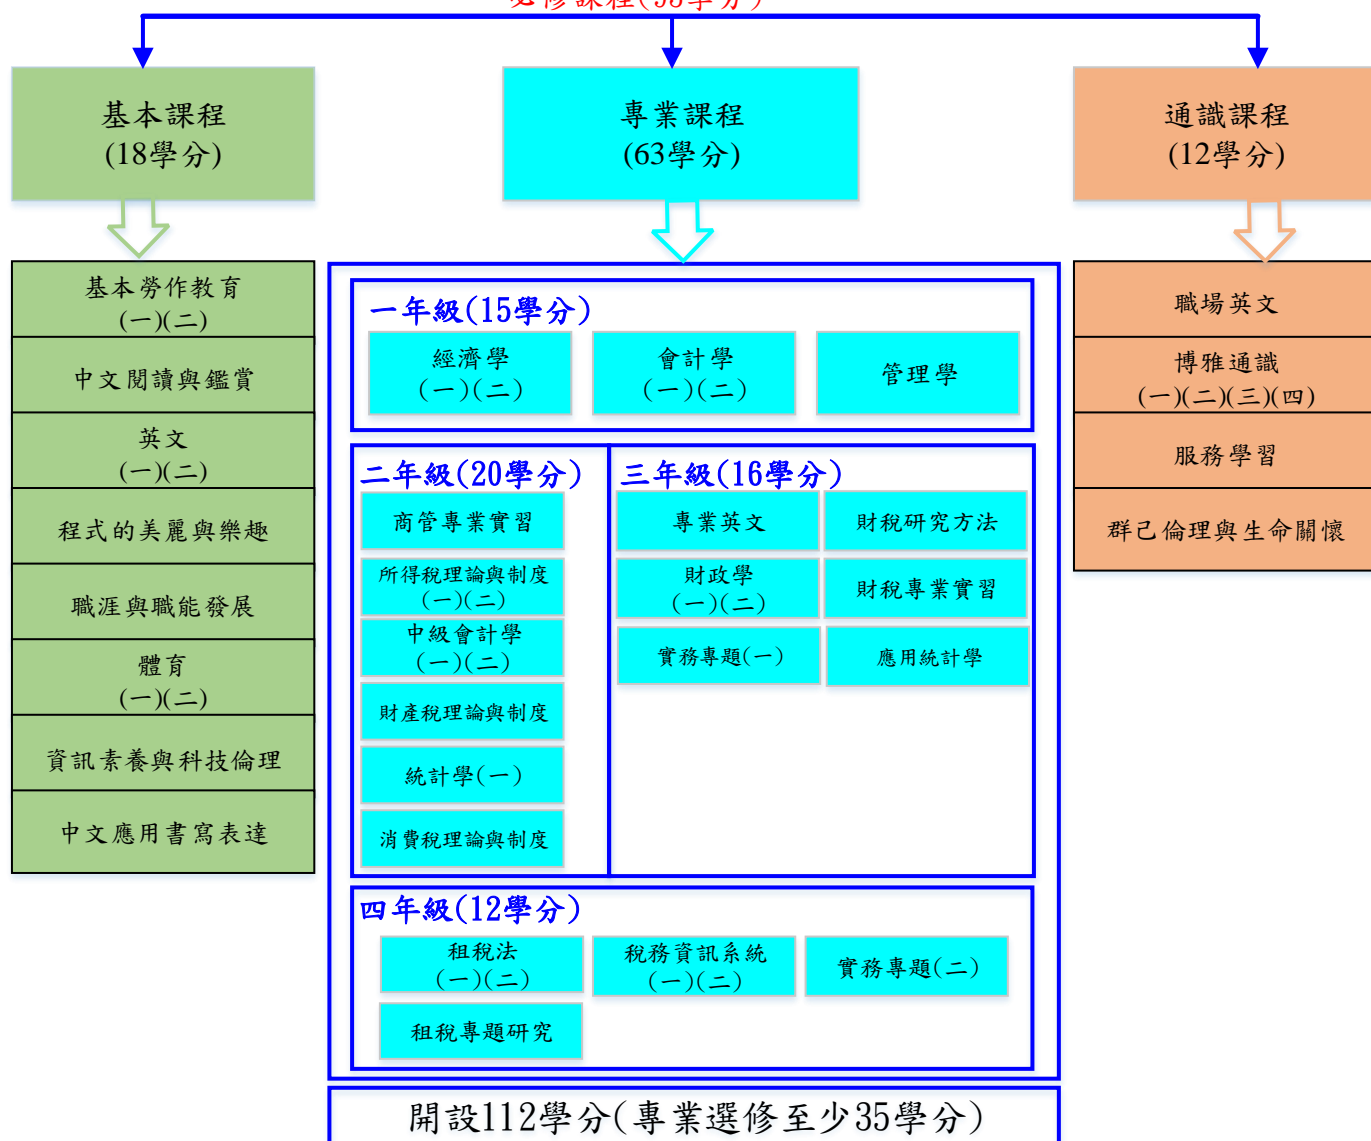 必修課程(93學分)
基本課程
(18學分)
專業課程
(63學分)
通識課程
(12學分)
基本勞作教育
(一)(二)
中文閱讀與鑑賞
英文
(一)(二)
程式的美麗與樂趣
職涯與職能發展
體育
(一)(二)
資訊素養與科技倫理
中文應用書寫表達
一年級(15學分)
經濟學
(一)(二)
會計學
(一)(二)
管理學
二年級(20學分)
商管專業實習
所得稅理論與制度
(一)(二)
中級會計學
(一)(二)
財產稅理論與制度
統計學(一)
消費稅理論與制度
三年級(16學分)
專業英文
財稅研究方法
財政學
(一)(二)
財稅專業實習
實務專題(一)
應用統計學
四年級(12學分)
租稅法
(一)(二)
稅務資訊系統
(一)(二)
實務專題(二)
租稅專題研究
開設112學分(專業選修至少35學分)
職場英文
博雅通識
(一)(二)(三)(四)
服務學習
群己倫理與生命關懷